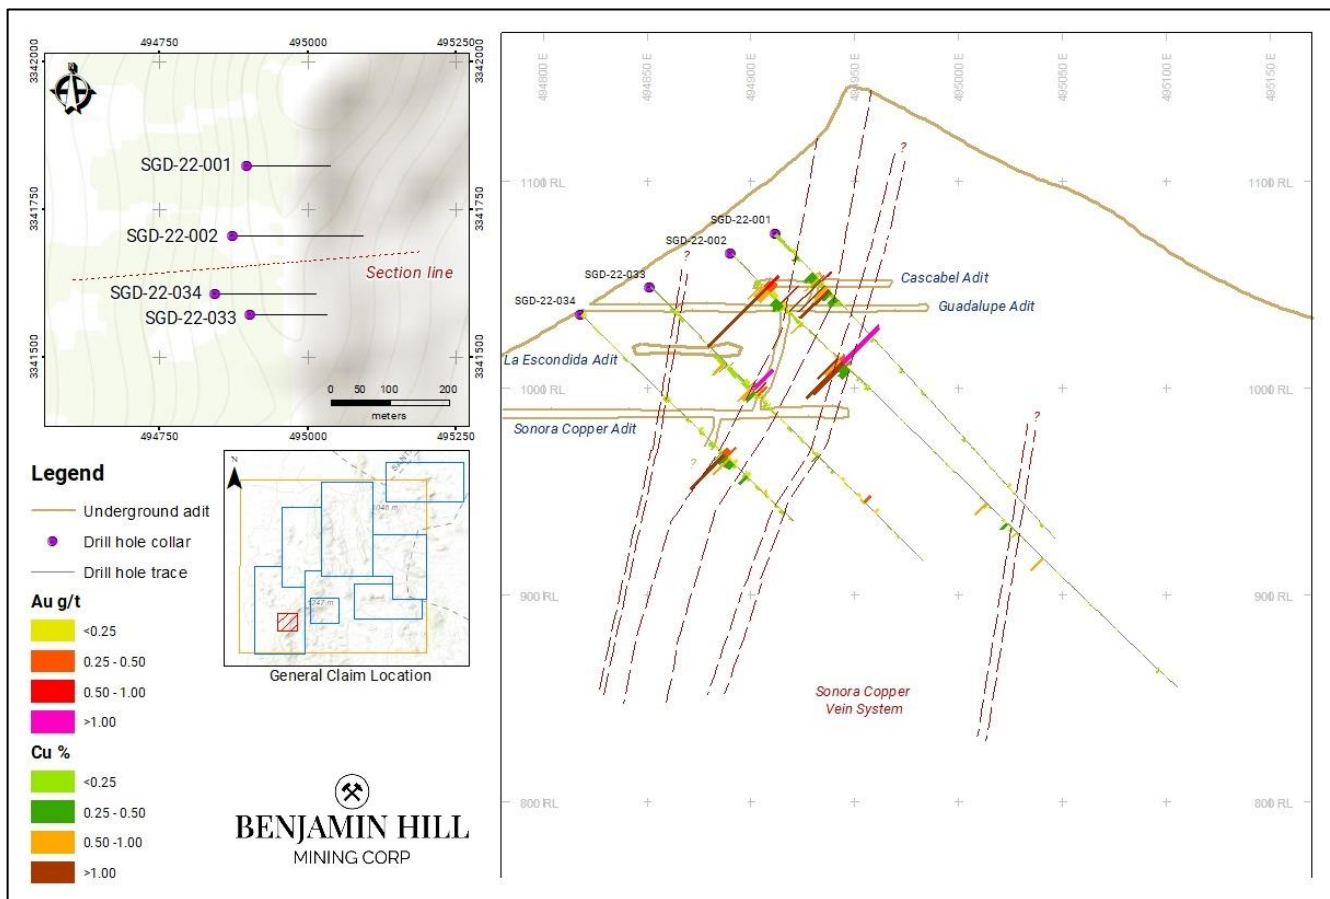 494750
495000
495250
3342000
3342000
SGD-22-001
3341750
3341750
SGD-22-002
Section line
SGD-22-034
SGD-22-033
3341500
3341500
0 50 100 200
meters
494750
495000
495250
Legend
Underground adit
Drill hole collar
Drill hole trace
Au g/t
<0.25
0.25 - 0.50
0.50 - 1.00
>1.00
Cu %
<0.25
0.25 - 0.50
0.50 -1.00
>1.00
N
1046 m
1247 m
General Claim Location
BENJAMIN HILL
MINING CORP
494800 E
494850 E
494900 E
494950 E
495000 E
495050 E
495100 E
495150 E
?
1100 RL
1100 RL
SGD-22-001
SGD-22-002
?
SGD-22-033
Cascabel Adit
SGD-22-034
Guadalupe Adit
La Escondida Adit
1000 RL
1000 RL
Sonora Copper Adit
?
?
900 RL
900 RL
Sonora Copper
Vein System
800 RL
800 RL